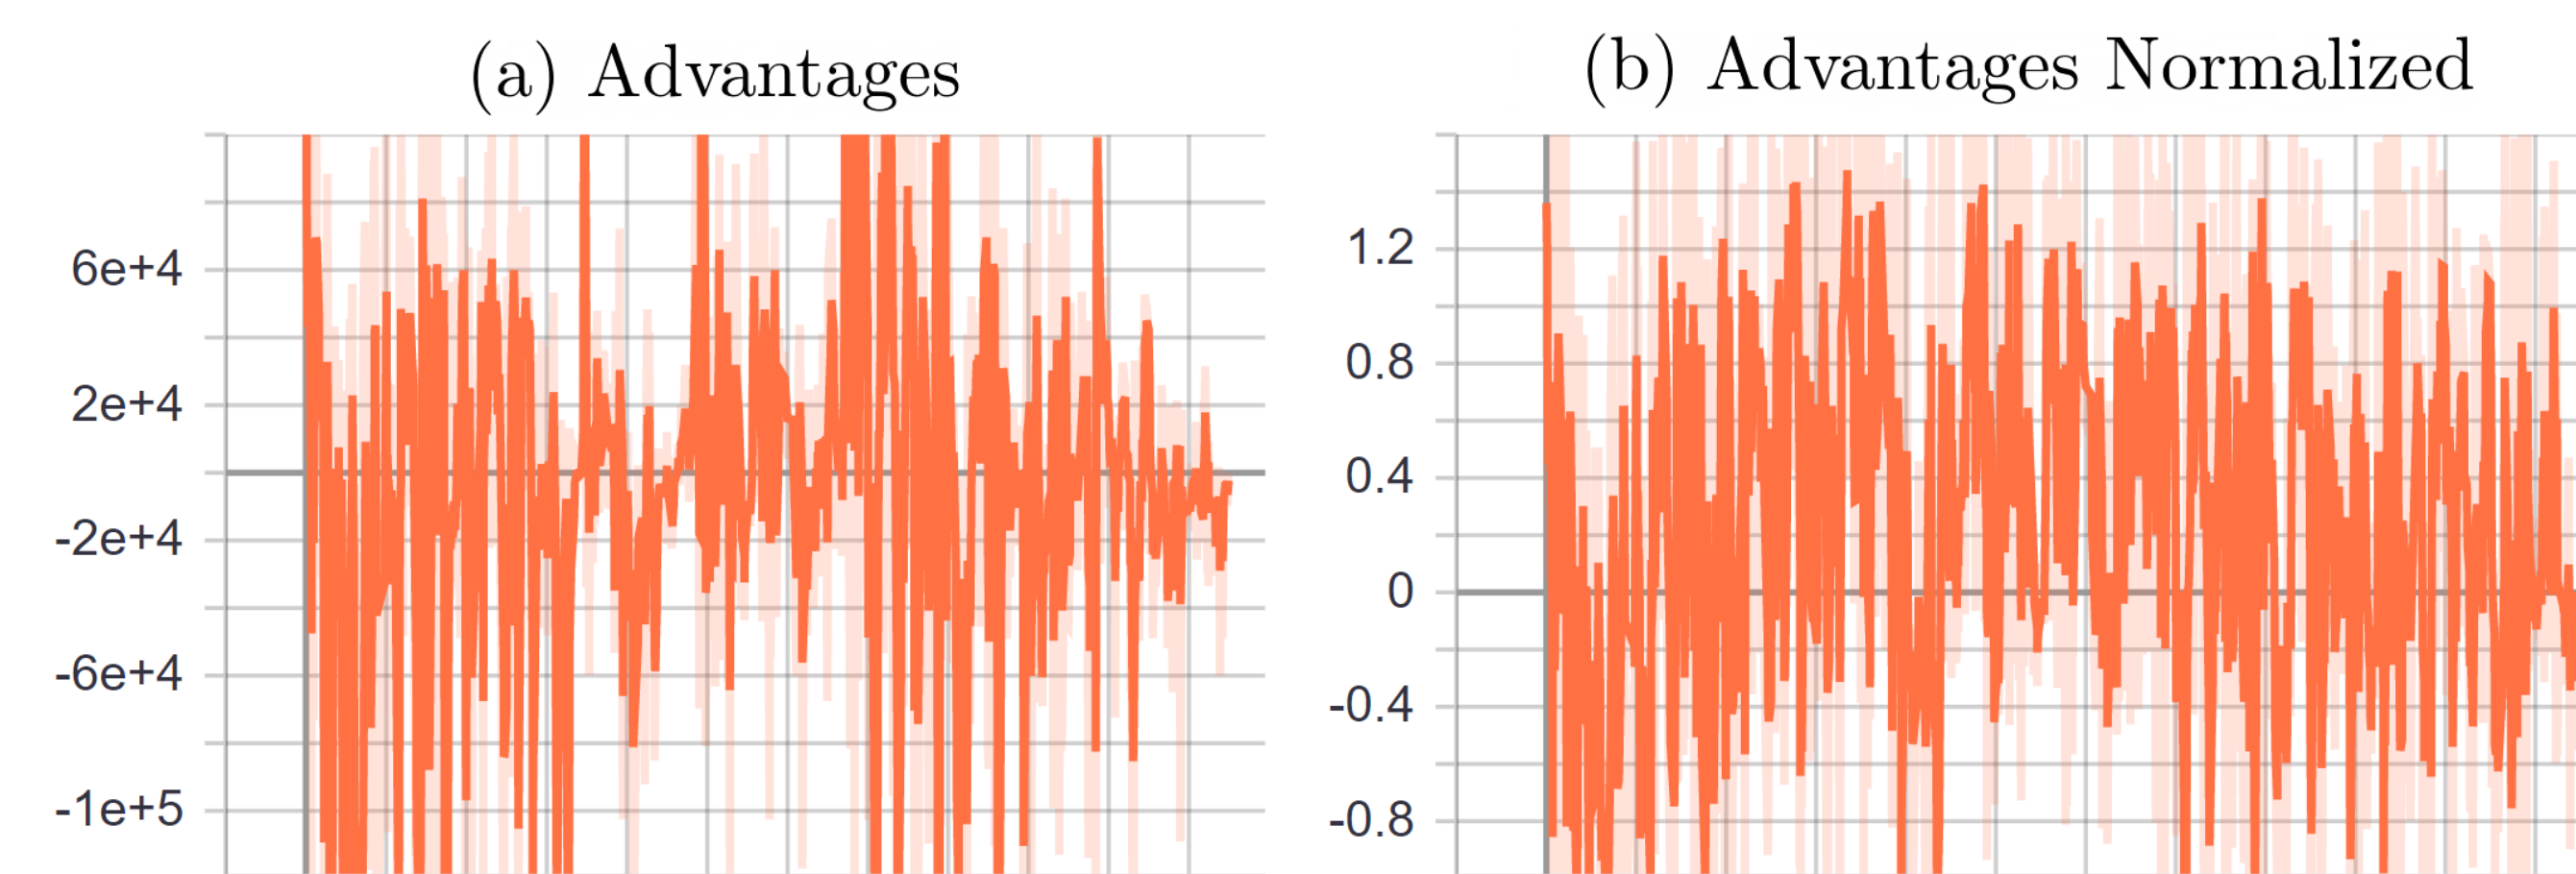 (a) Advantages
6e+4
2e+4
-2e+4
-6e+4
-1e+5
(b) Advantages Normalized
1.2
0.8
0.4
0
-0.4
-0.8